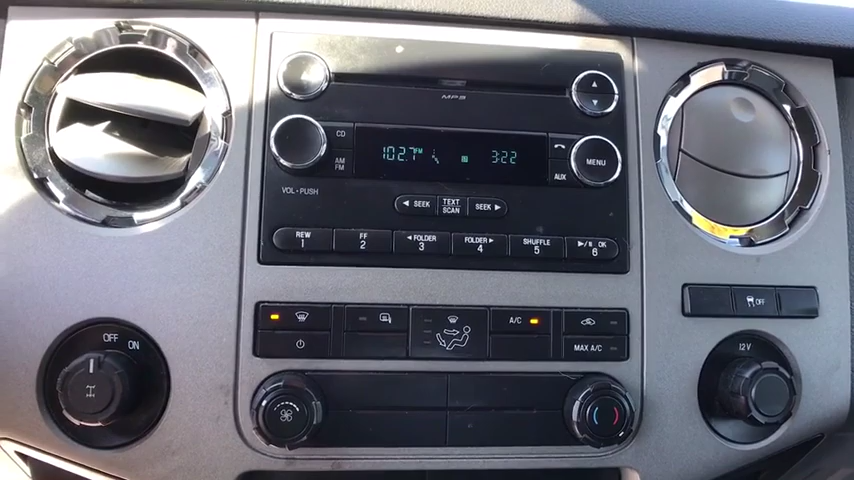 MP3
CD
AM
FM
102.7 FM
3:22
AUX
MENU
VOL • PUSH
◄ SEEK
TEXT
SCAN
SEEK ►
REW
1
FF
2
◄ FOLDER
3
FOLDER ►
4
SHUFFLE
5
►/II OK
6
OFF
ON
A/C
MAX A/C
OFF
12V